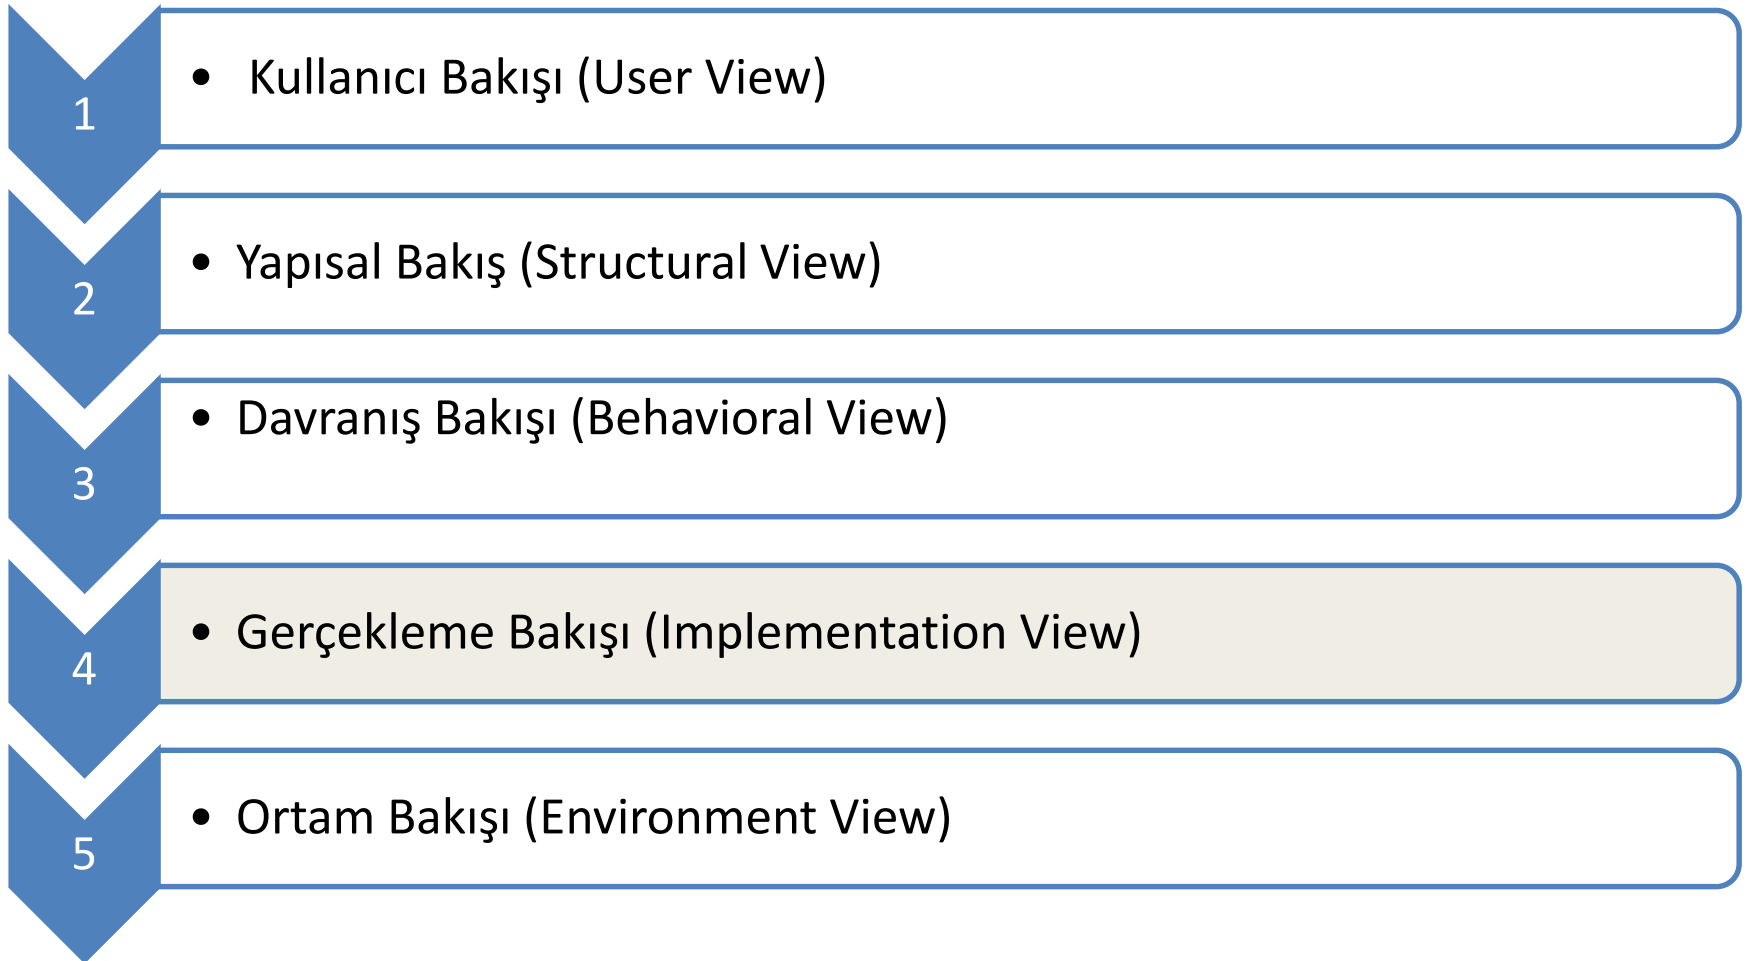 1
• Kullanıcı Bakışı (User View)
2
• Yapısal Bakış (Structural View)
3
• Davranış Bakışı (Behavioral View)
4
• Gerçekleme Bakışı (Implementation View)
5
• Ortam Bakışı (Environment View)